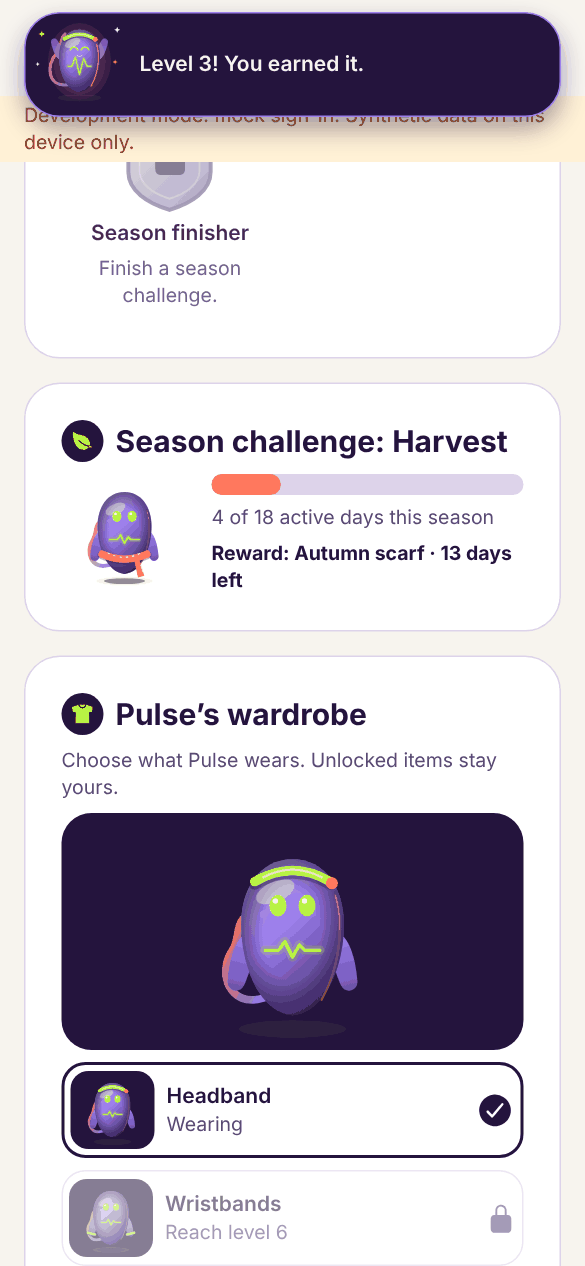 Level 3! You earned it.
Development mode: mock sign-in. Synthetic data on this
device only.
Season finisher
Finish a season
challenge.
Season challenge: Harvest
4 of 18 active days this season
Reward: Autumn scarf · 13 days
left
Pulse’s wardrobe
Choose what Pulse wears. Unlocked items stay
yours.
Headband
Wearing
Wristbands
Reach level 6